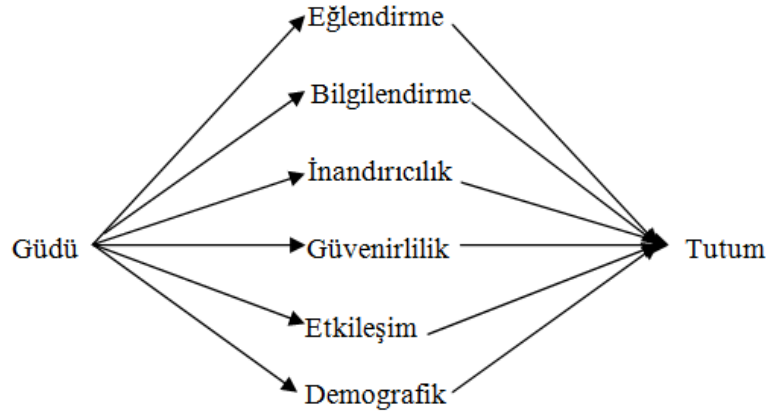 Eğlendirme
Bilgilendirme
İnandırıcılık
Güdü
Güvenirlilik
Tutum
Etkileşim
Demografik